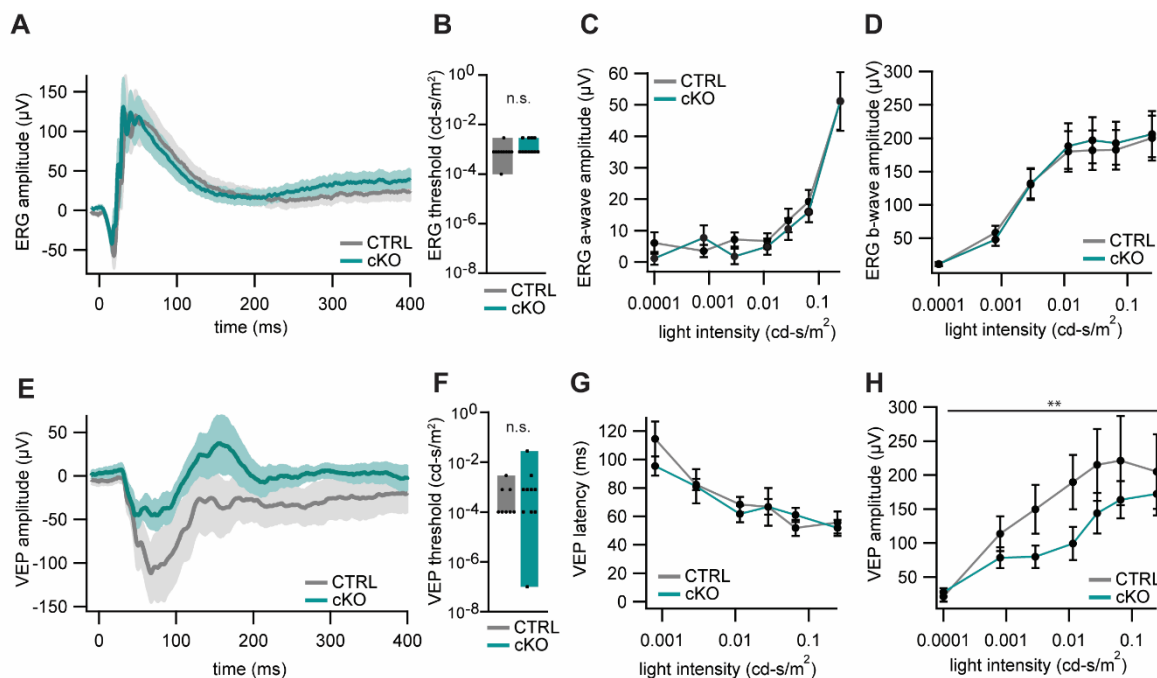 A
ERG amplitude (µV)
150
100
50
0
-50
CTRL
cKO
0 100 200 300 400
time (ms)
B
ERG threshold (cd-s/m²)
10⁰
10⁻²
10⁻⁴
10⁻⁶
10⁻⁸
n.s.
CTRL
cKO
C
ERG a-wave amplitude (µV)
60
50
40
30
20
10
0
CTRL
cKO
0.0001 0.001 0.01 0.1
light intensity (cd-s/m²)
D
ERG b-wave amplitude (µV)
300
250
200
150
100
50
CTRL
cKO
0.0001 0.001 0.01 0.1
light intensity (cd-s/m²)
E
VEP amplitude (µV)
50
0
-50
-100
-150
CTRL
cKO
0 100 200 300 400
time (ms)
F
VEP threshold (cd-s/m²)
10⁰
10⁻²
10⁻⁴
10⁻⁶
10⁻⁸
n.s.
CTRL
cKO
G
VEP latency (ms)
120
100
80
60
40
20
0
CTRL
cKO
0.001 0.01 0.1
light intensity (cd-s/m²)
H
VEP amplitude (µV)
300
250
200
150
100
50
**
CTRL
cKO
0.0001 0.001 0.01 0.1
light intensity (cd-s/m²)